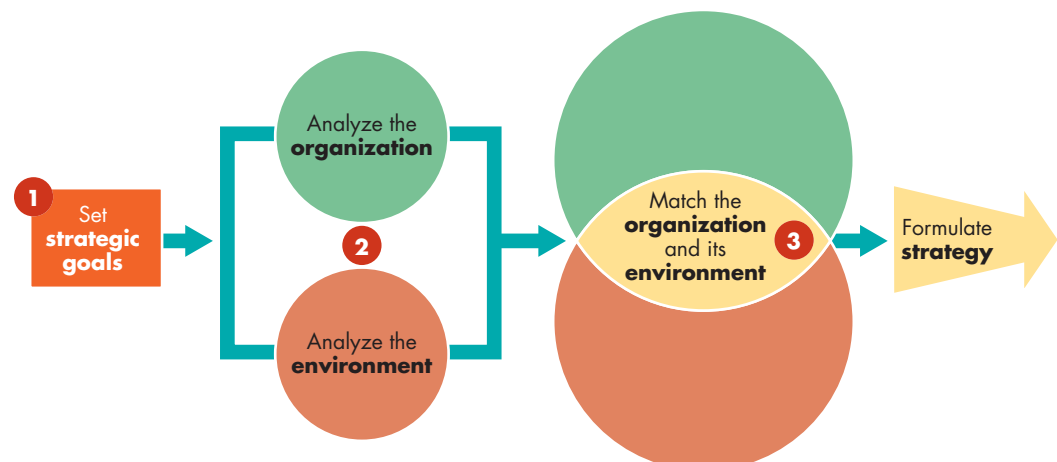 1
Set
strategic
goals
Analyze the
organization
2
Analyze the
environment
Match the
organization
and its
environment
3
Formulate
strategy